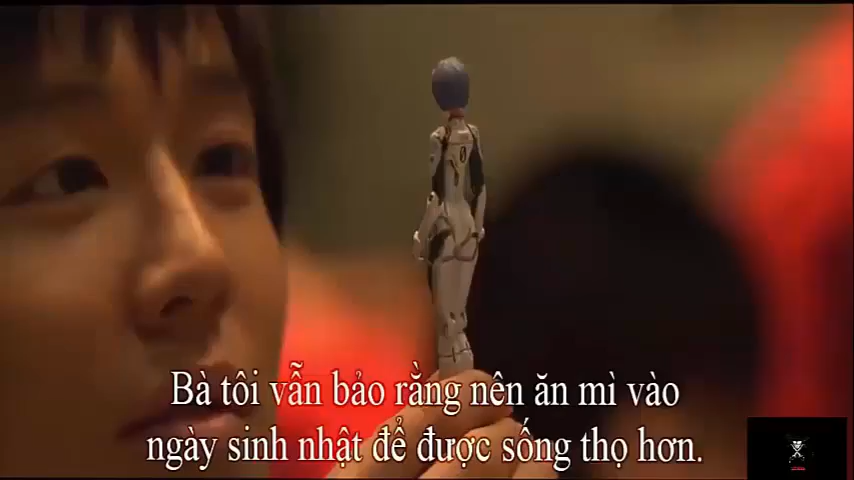 Bà tôi vẫn bảo rằng nên ăn mì vào
ngày sinh nhật để được sống thọ hơn.